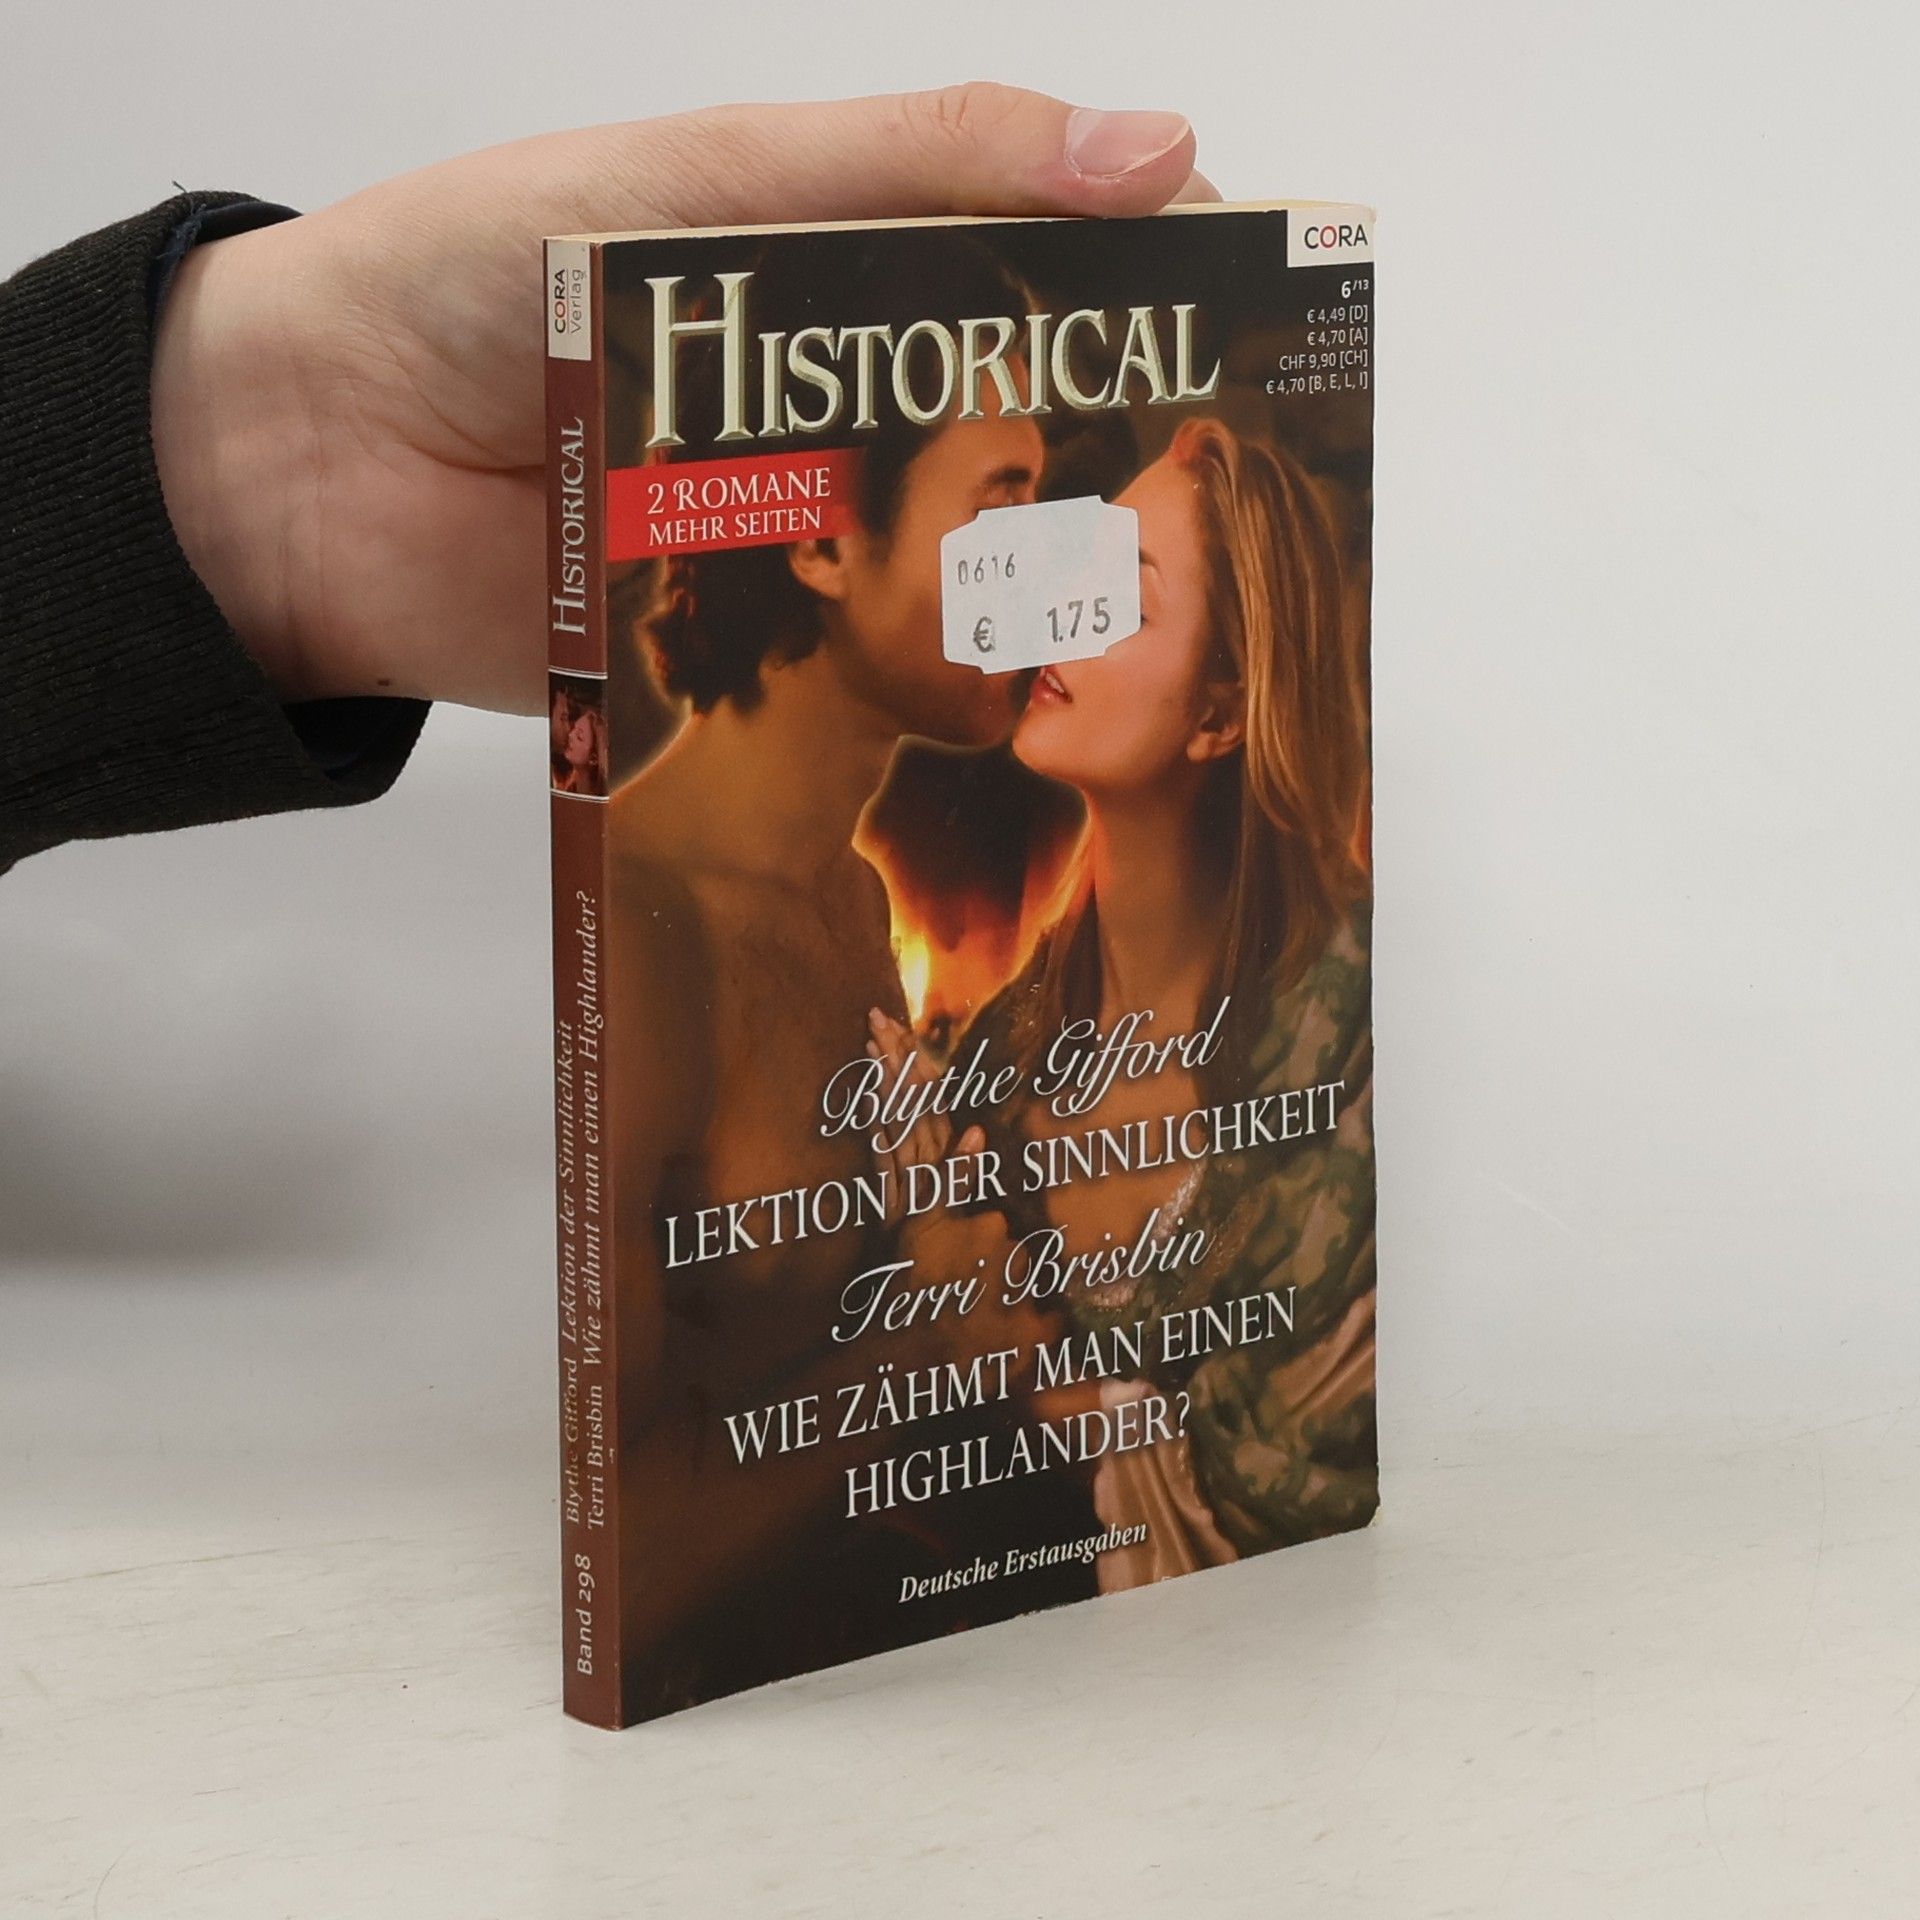 CORA
Verlag
HISTORICAL
Blythe Gifford Lektion der Sinnlichkeit
Terri Brisbin Wie zähmt man einen Highlander?
Band 298
CORA
6/13
€ 4,49 [D]
€ 4,70 [A]
CHF 9,90 [CH]
€ 4,70 [B, E, L, I]
HISTORICAL
2 ROMANE
MEHR SEITEN
0616
€ 1.75
Blythe Gifford
LEKTION DER SINNLICHKEIT
Terri Brisbin
WIE ZÄHMT MAN EINEN
HIGHLANDER?
Deutsche Erstausgaben